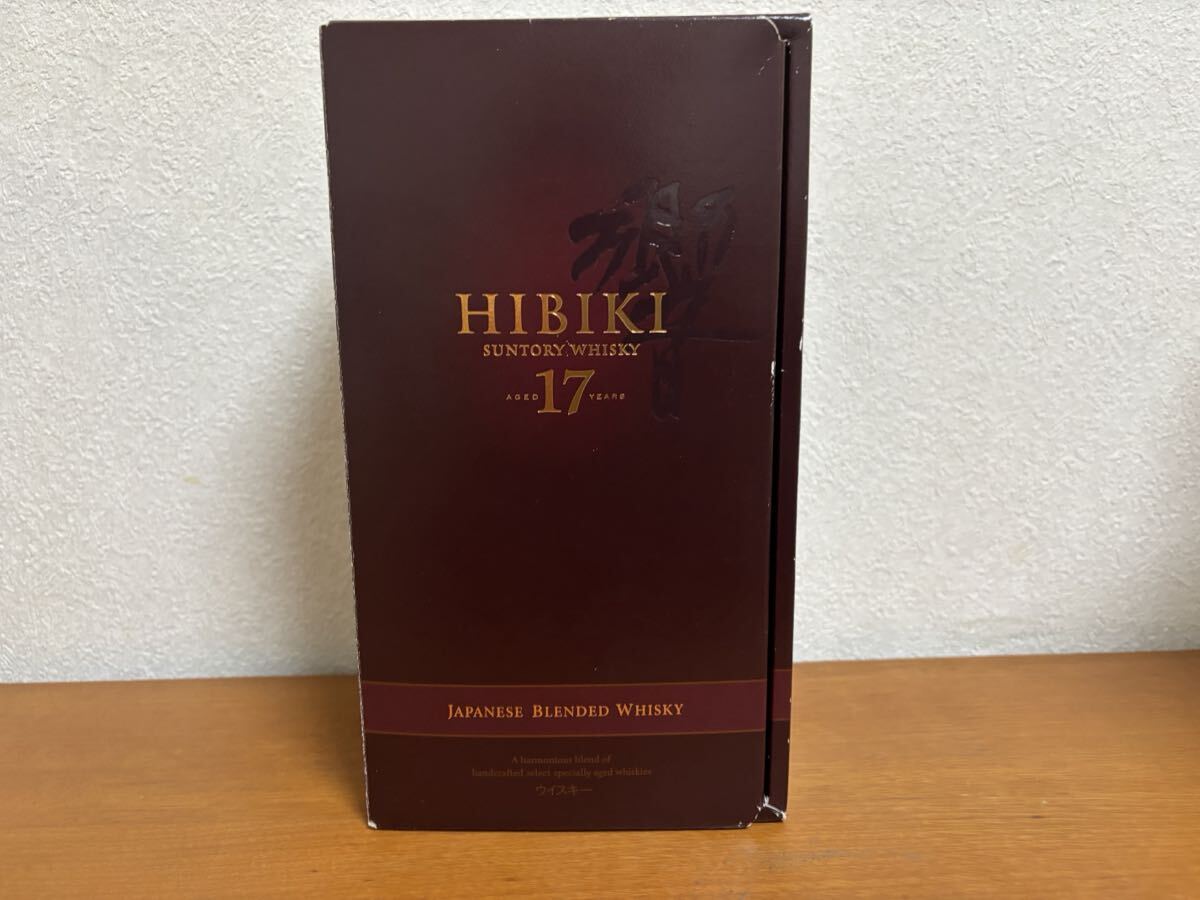 響
HIBIKI
SUNTORY WHISKY
AGED 17 YEARS
JAPANESE BLENDED WHISKY
A harmonious blend of
handcrafted select specially aged whiskies
ウイスキー